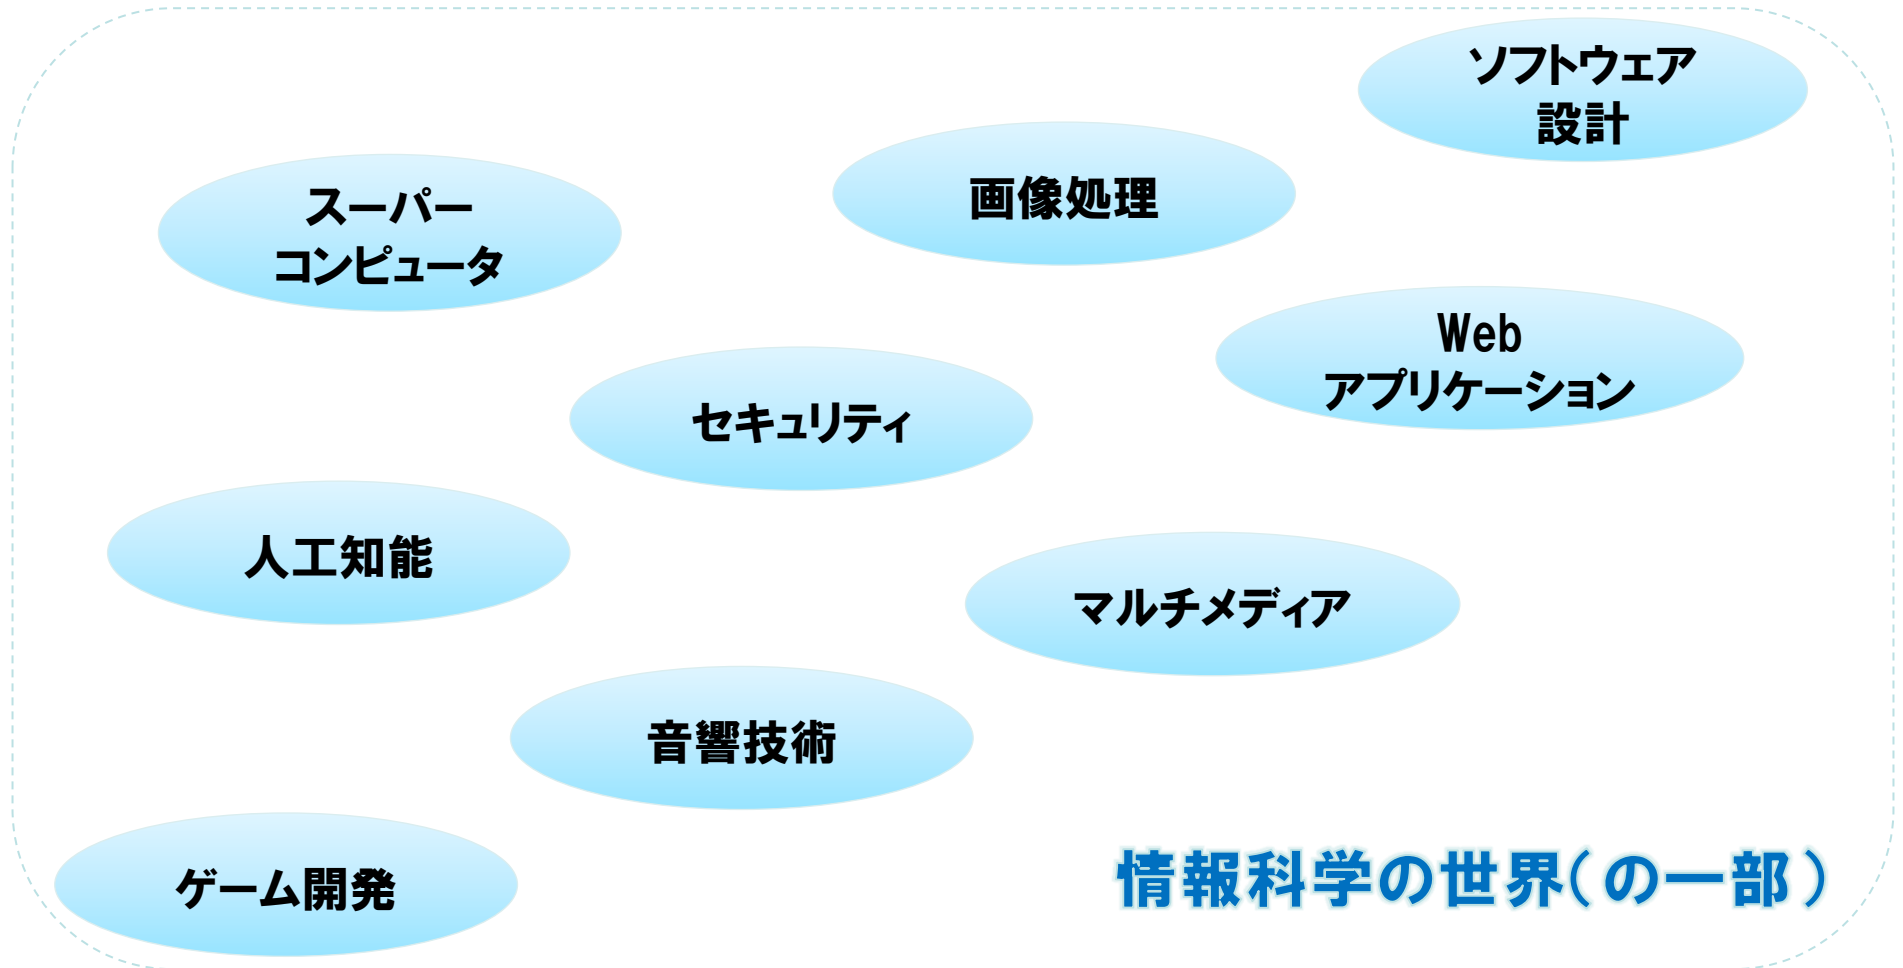 ソフトウェア
設計
画像処理
スーパー
コンピュータ
Web
アプリケーション
セキュリティ
人工知能
マルチメディア
音響技術
ゲーム開発
情報科学の世界(の一部)